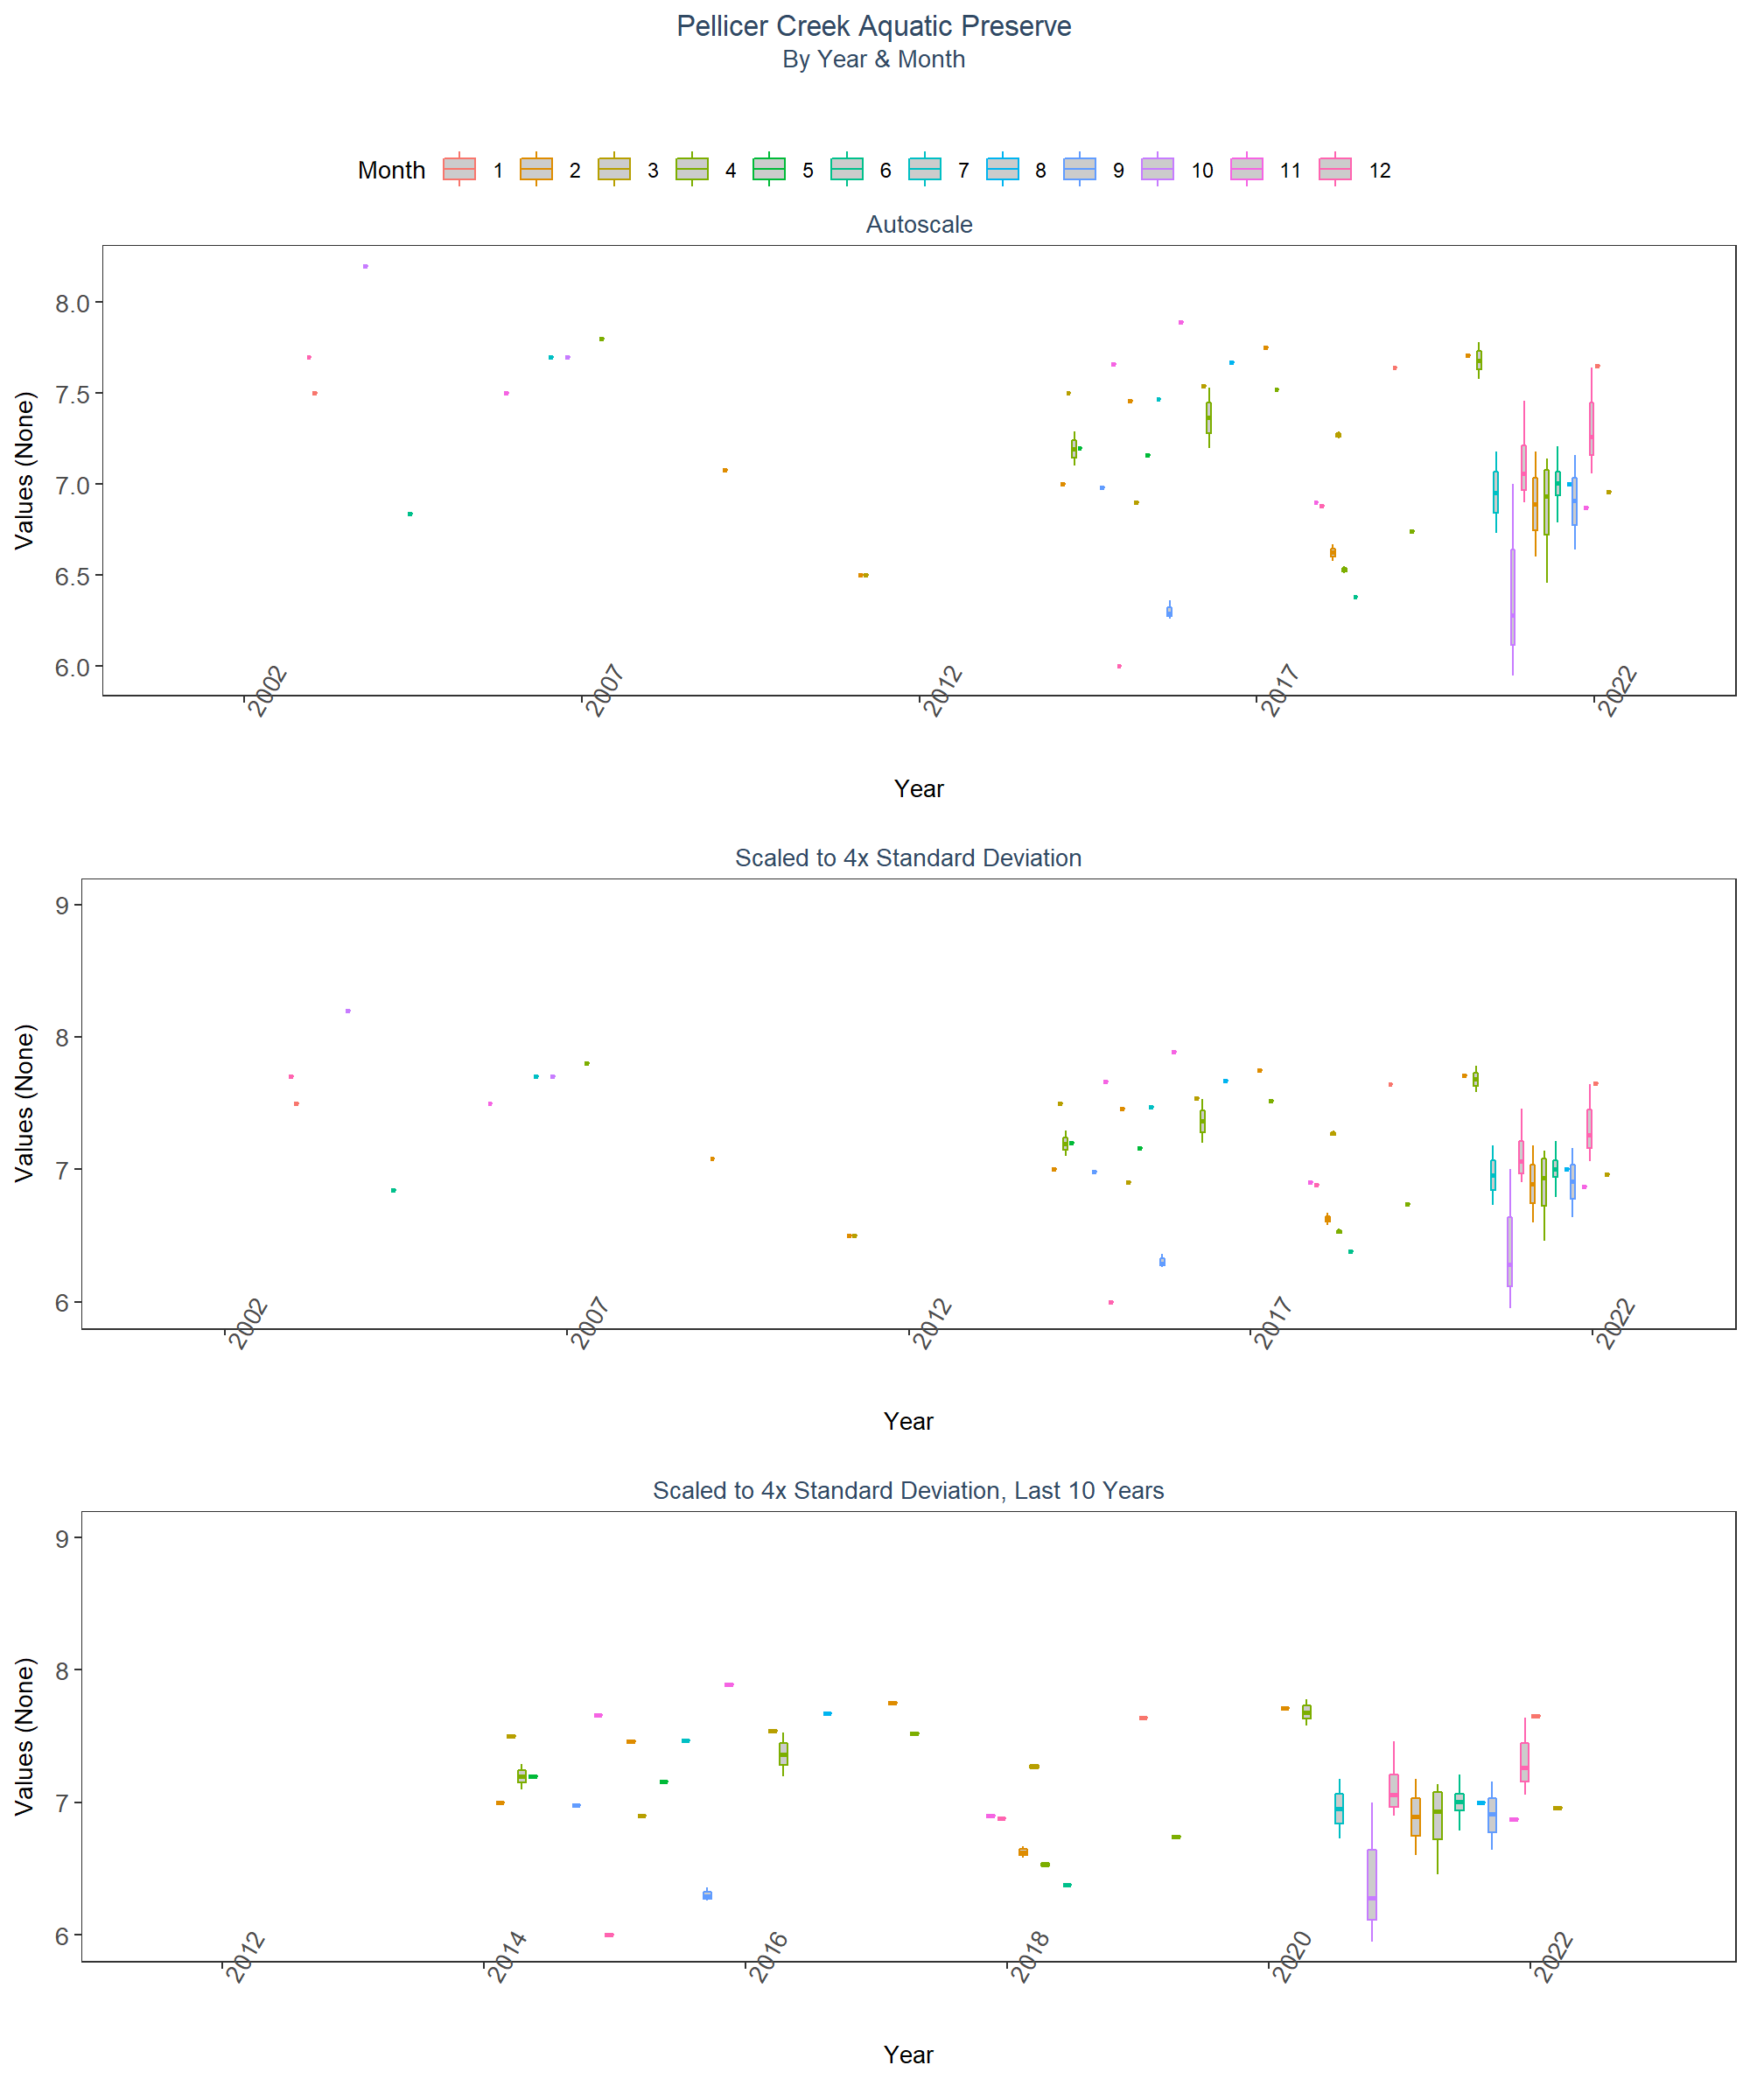 Pellicer Creek Aquatic Preserve
By Year & Month
Month 1 2 3 4 5 6 7 8 9 10 11 12
Autoscale
Values (None)
8.0
7.5
7.0
6.5
6.0
2002 2007 2012 2017 2022
Year
Scaled to 4x Standard Deviation
Values (None)
9
8
7
6
2002 2007 2012 2017 2022
Year
Scaled to 4x Standard Deviation, Last 10 Years
Values (None)
9
8
7
6
2012 2014 2016 2018 2020 2022
Year